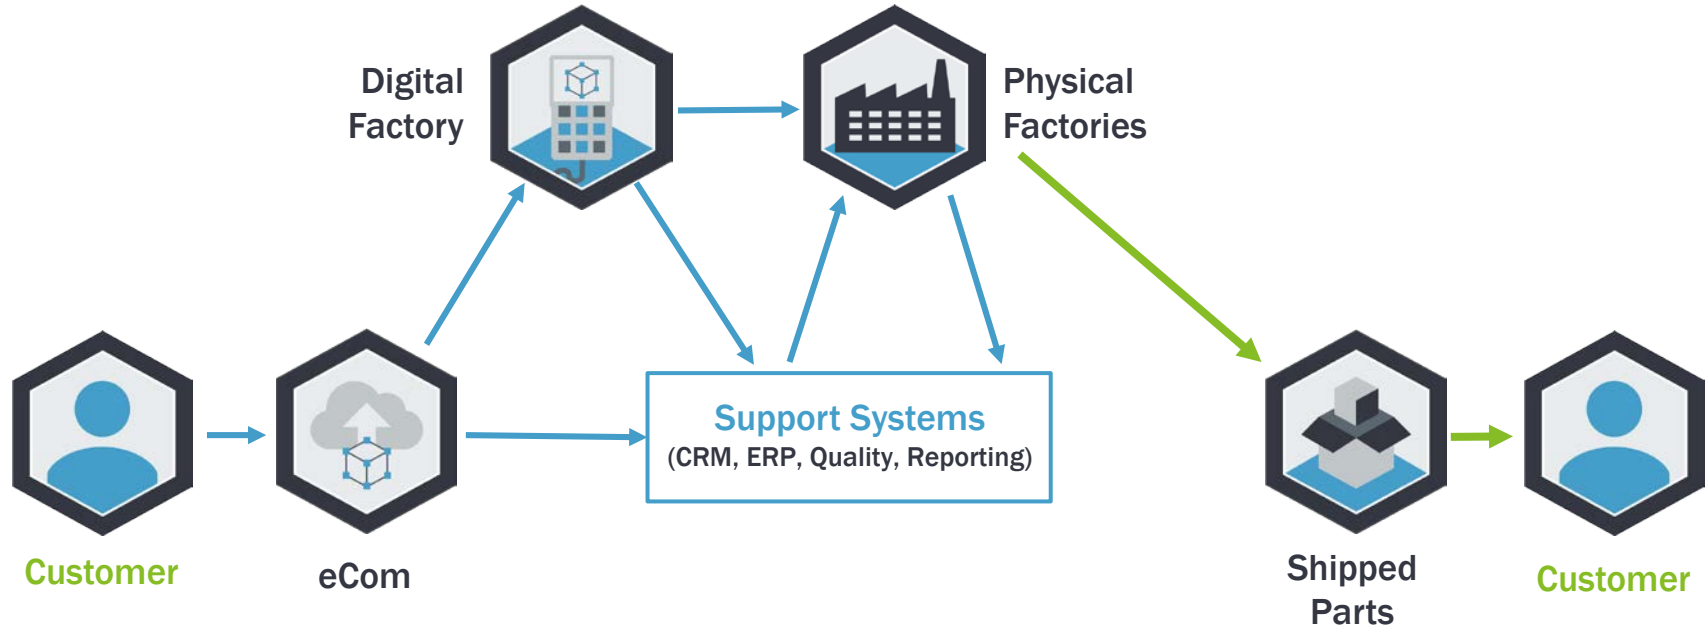 Digital
Factory
Physical
Factories
Support Systems
(CRM, ERP, Quality, Reporting)
Customer
eCom
Shipped
Parts
Customer